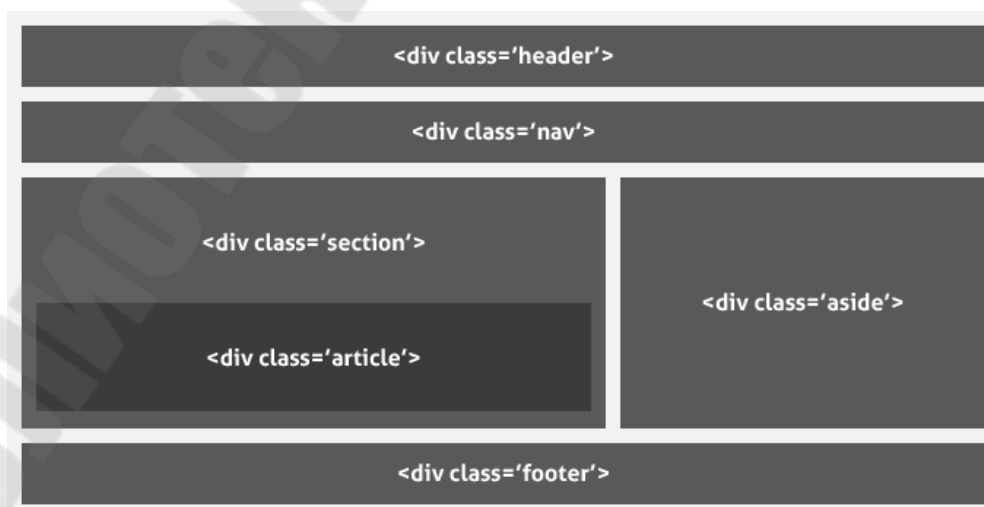 <div class=‘header’>
<div class=‘nav’>
<div class=‘section’>
<div class=‘aside’>
<div class=‘article’>
<div class=‘footer’>